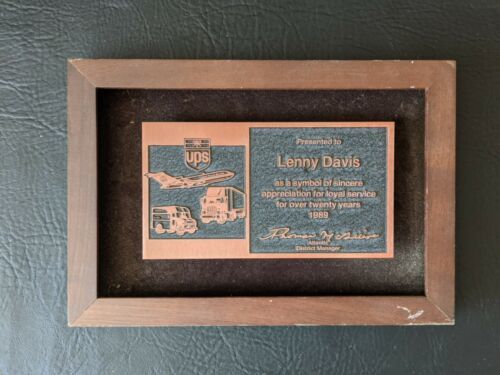 ups
Presented to
Lenny Davis
as a symbol of sincere
appreciation for loyal service
for over twenty years
1989
Atlantic
District Manager